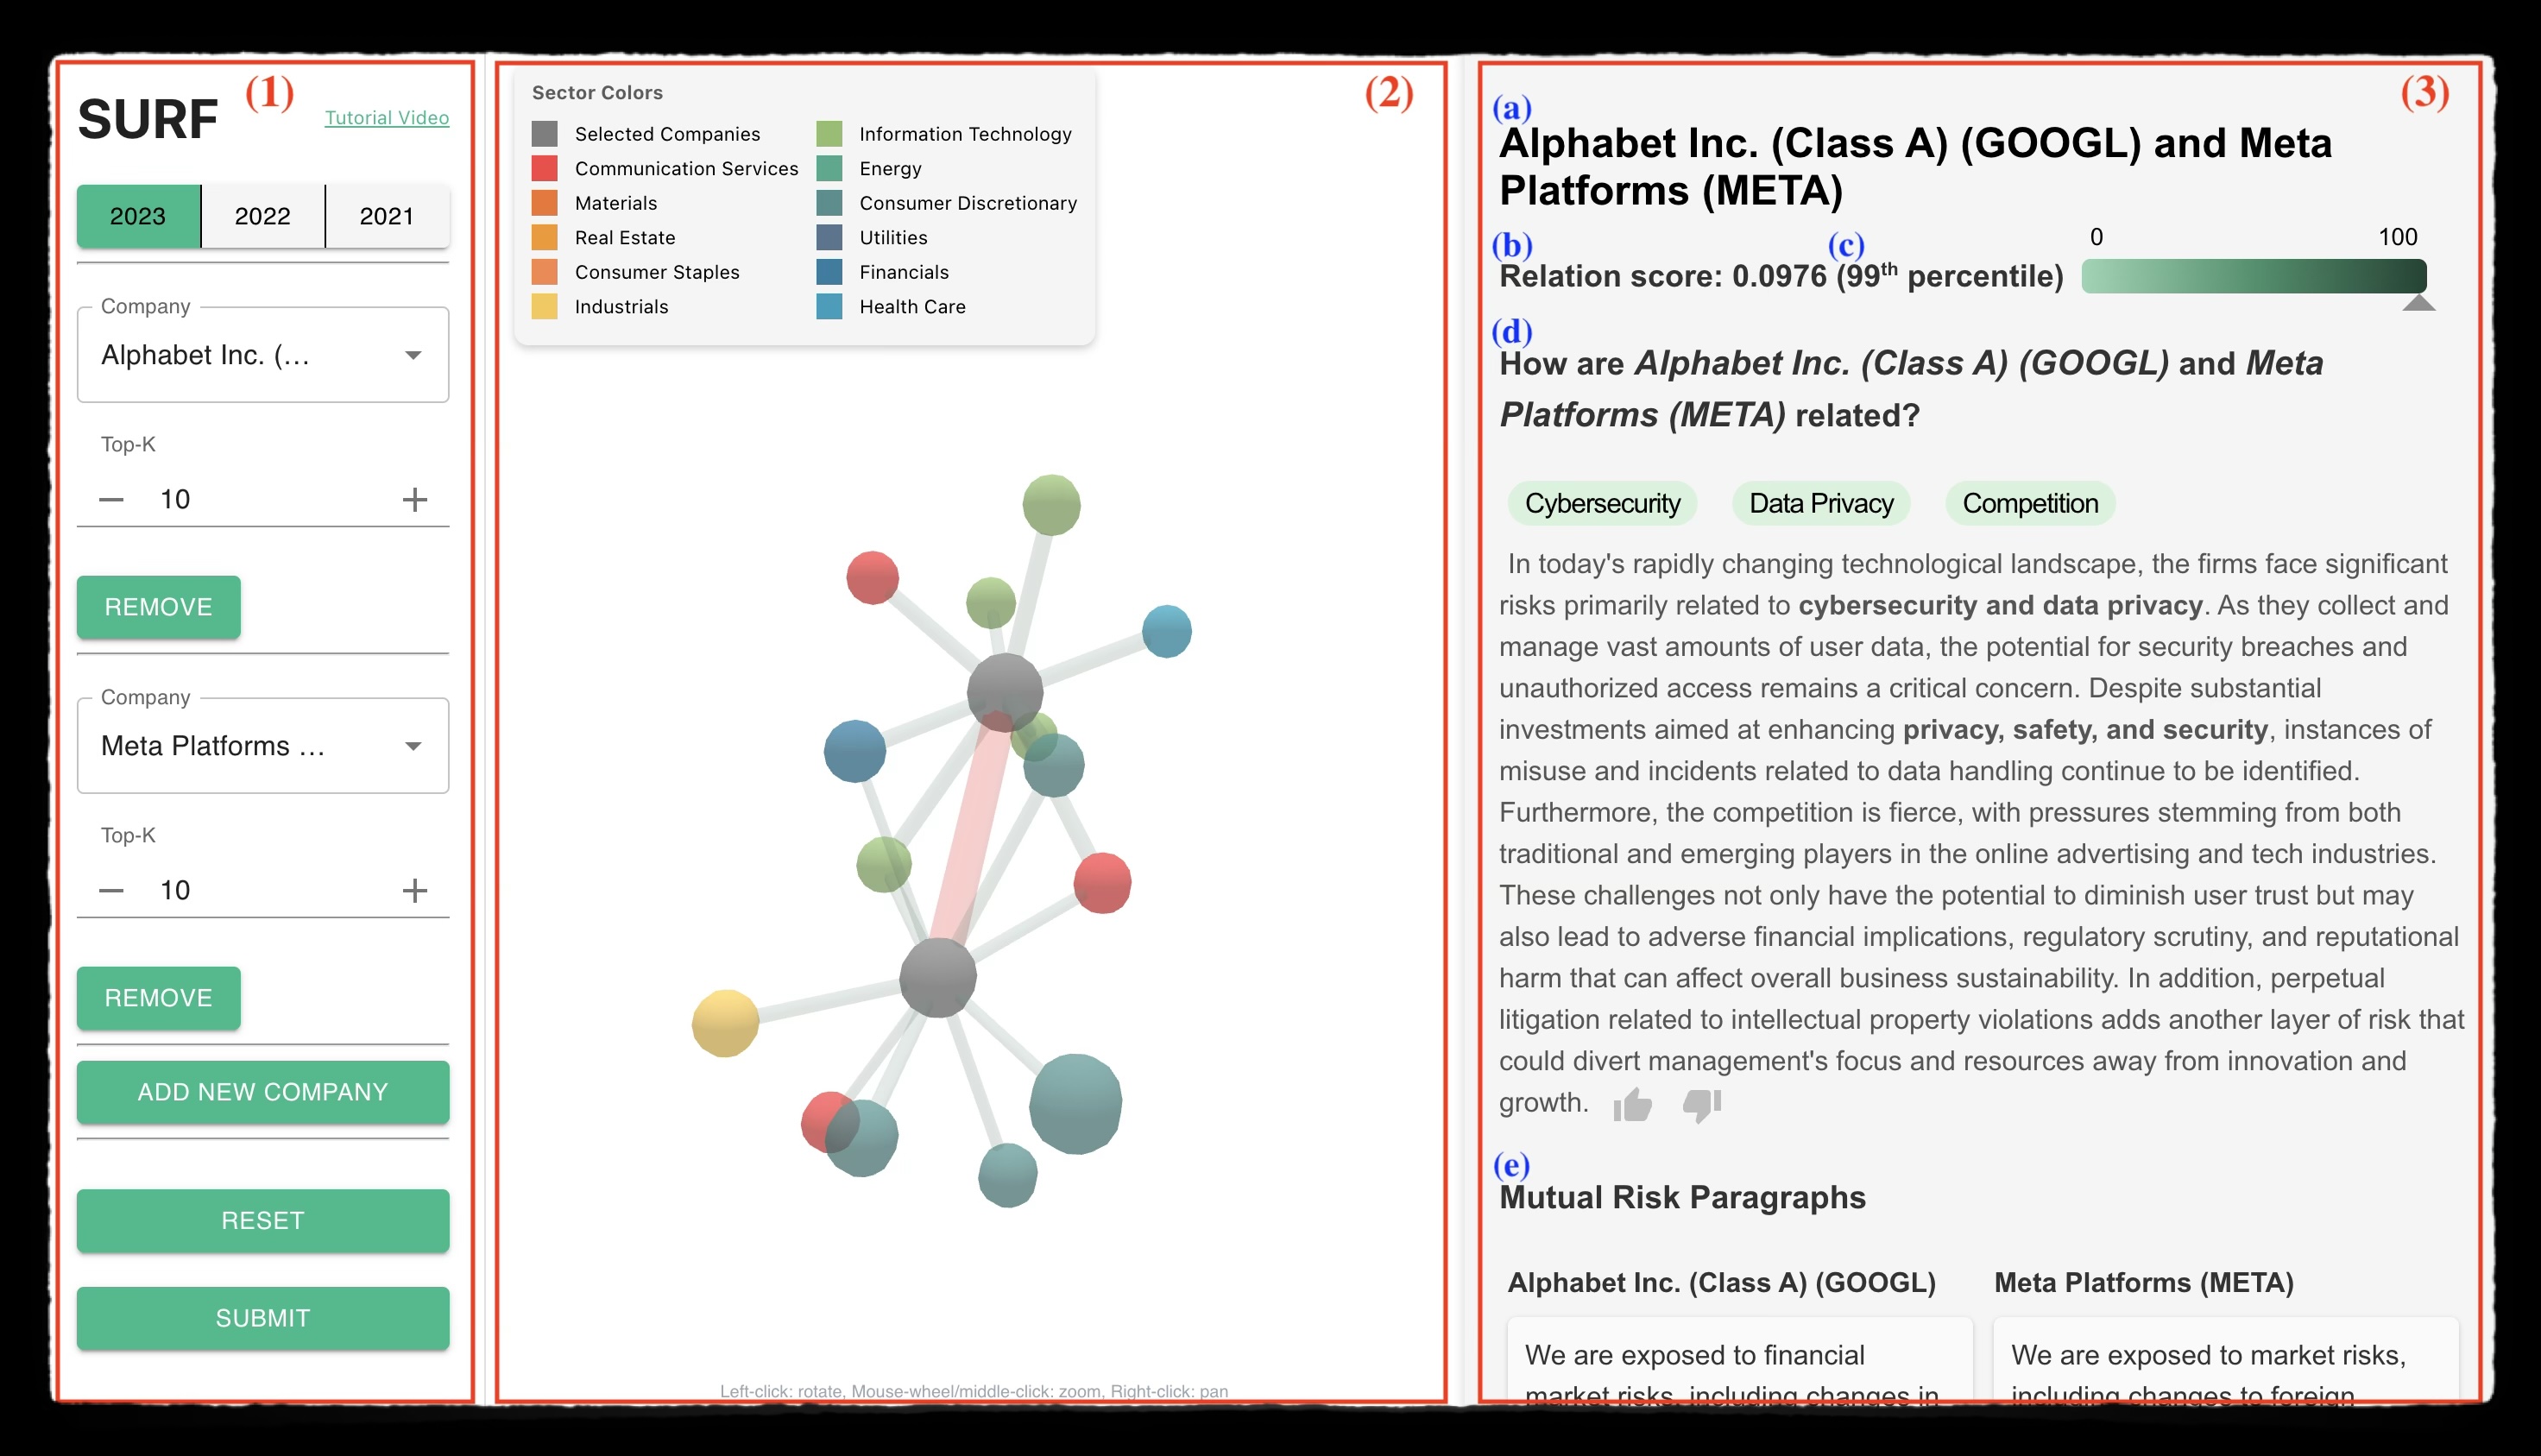 SURF
(1)
Tutorial Video
2023
2022
2021
Company
Alphabet Inc. (...
Top-K
10
REMOVE
Company
Meta Platforms ...
Top-K
10
REMOVE
ADD NEW COMPANY
RESET
SUBMIT
(2)
Sector Colors
Selected Companies
Communication Services
Materials
Real Estate
Consumer Staples
Industrials
Information Technology
Energy
Consumer Discretionary
Utilities
Financials
Health Care
Left-click: rotate, Mouse-wheel/middle-click: zoom, Right-click: pan
(3)
(a)
Alphabet Inc. (Class A) (GOOGL) and Meta
Platforms (META)
(b)
(c)
0
100
Relation score: 0.0976 (99th percentile)
(d)
How are Alphabet Inc. (Class A) (GOOGL) and Meta
Platforms (META) related?
Cybersecurity
Data Privacy
Competition
In today's rapidly changing technological landscape, the firms face significant
risks primarily related to cybersecurity and data privacy. As they collect and
manage vast amounts of user data, the potential for security breaches and
unauthorized access remains a critical concern. Despite substantial
investments aimed at enhancing privacy, safety, and security, instances of
misuse and incidents related to data handling continue to be identified.
Furthermore, the competition is fierce, with pressures stemming from both
traditional and emerging players in the online advertising and tech industries.
These challenges not only have the potential to diminish user trust but may
also lead to adverse financial implications, regulatory scrutiny, and reputational
harm that can affect overall business sustainability. In addition, perpetual
litigation related to intellectual property violations adds another layer of risk that
could divert management's focus and resources away from innovation and
growth.
(e)
Mutual Risk Paragraphs
Alphabet Inc. (Class A) (GOOGL)
We are exposed to financial
market risks, including changes in
Meta Platforms (META)
We are exposed to market risks,
including changes to foreign